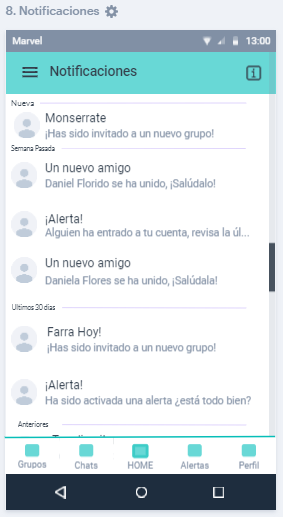 8. Notificaciones
Marvel 13:00
Notificaciones
Nueva
Monserrate
¡Has sido invitado a un nuevo grupo!
Semana Pasada
Un nuevo amigo
Daniel Florido se ha unido, ¡Salúdalo!
¡Alerta!
Alguien ha entrado a tu cuenta, revisa la úl...
Un nuevo amigo
Daniela Flores se ha unido, ¡Salúdala!
Ultimos 30 dias
Farra Hoy!
¡Has sido invitado a un nuevo grupo!
¡Alerta!
Ha sido activada una alerta ¿está todo bien?
Anteriores
Grupos Chats HOME Alertas Perfil